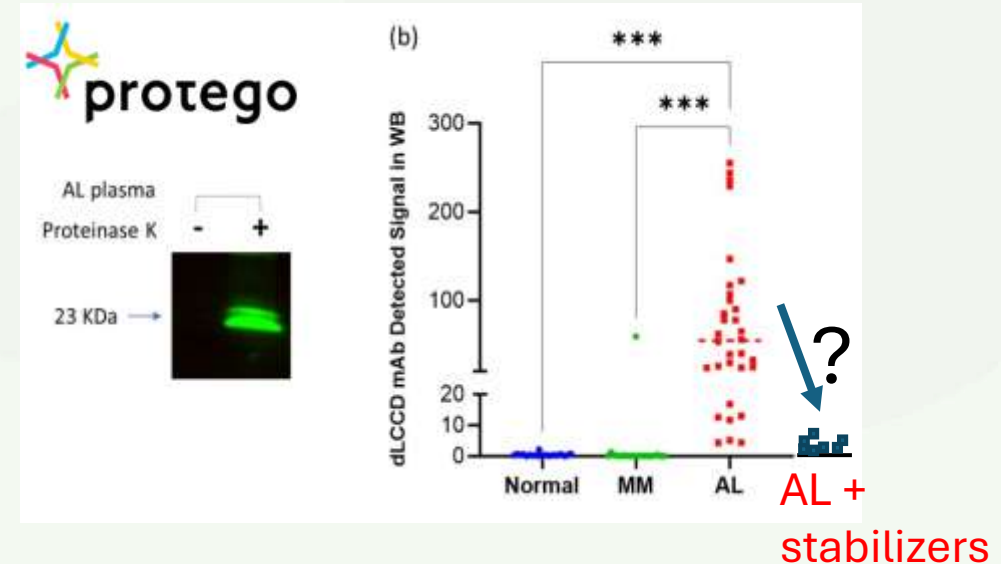 protego
AL plasma
Proteinase K - +
23 KDa
(b)
***
***
dLCCD mAb Detected Signal in WB
300
200
100
20
10
0
Normal MM AL
?
AL +
stabilizers